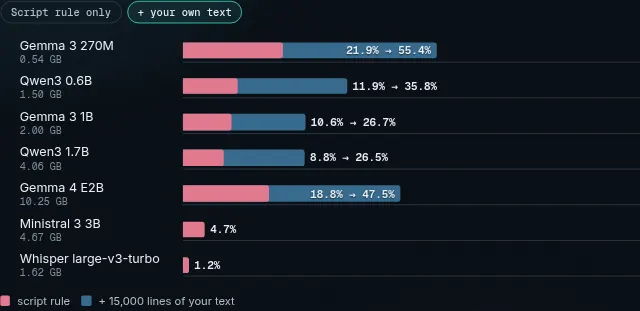 Script rule only
+ your own text
Gemma 3 270M
0.54 GB
21.9% → 55.4%
Qwen3 0.6B
1.50 GB
11.9% → 35.8%
Gemma 3 1B
2.00 GB
10.6% → 26.7%
Qwen3 1.7B
4.06 GB
8.8% → 26.5%
Gemma 4 E2B
10.25 GB
18.8% → 47.5%
Ministral 3 3B
4.67 GB
4.7%
Whisper large-v3-turbo
1.62 GB
1.2%
script rule
+ 15,000 lines of your text